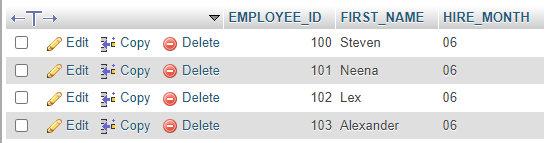 EMPLOYEE_ID FIRST_NAME HIRE_MONTH
Edit Copy Delete 100 Steven 06
Edit Copy Delete 101 Neena 06
Edit Copy Delete 102 Lex 06
Edit Copy Delete 103 Alexander 06